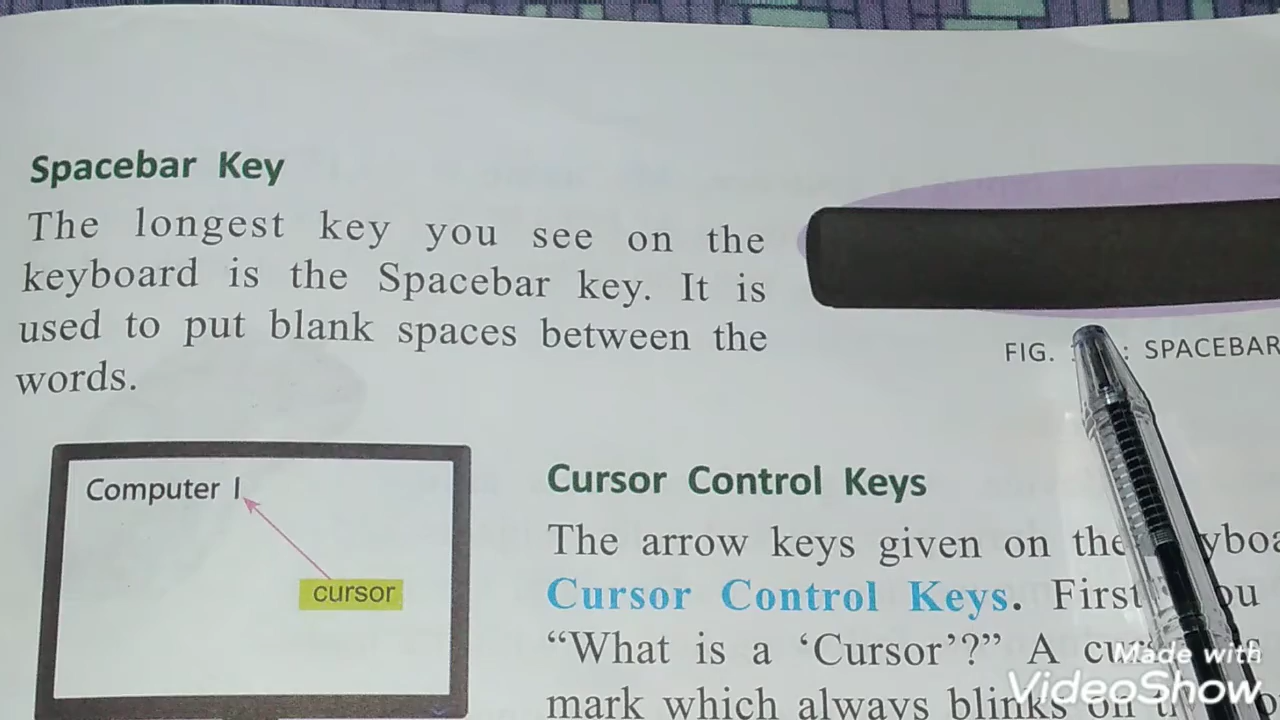 Spacebar Key
The longest key you see on the
keyboard is the Spacebar key. It is
used to put blank spaces between the
words.
FIG. : SPACEBAR
Computer
cursor
Cursor Control Keys
The arrow keys given on the
Cursor Control Keys. First
“What is a ‘Cursor’?” A
mark which always blinks on
Made with
VideoShow